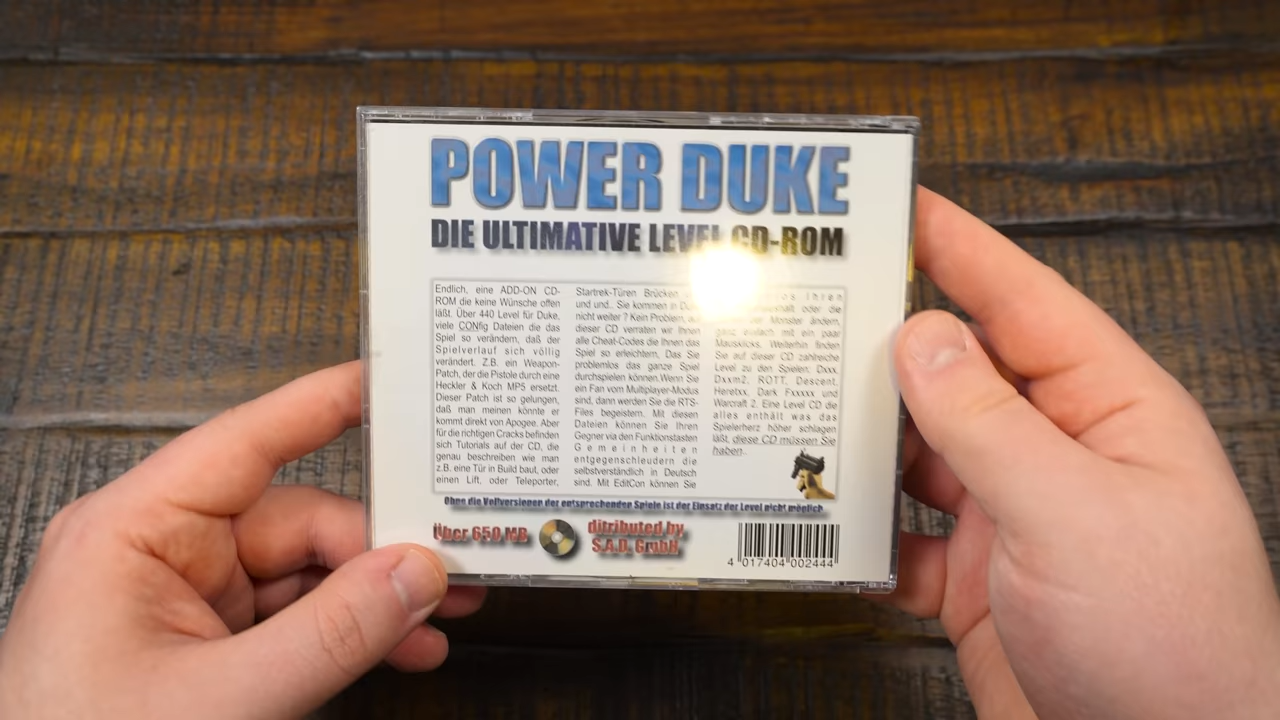 POWER DUKE
DIE ULTIMATIVE LEVEL CD-ROM
Endlich, eine ADD-ON CD-
ROM die keine Wünsche offen
läßt. Über 440 Level für Duke,
viele CONfig Dateien die das
Spiel so verändern, daß der
Spielverlauf sich völlig
verändert. Z.B. ein Weapon-
Patch, der die Pistole durch eine
Heckler & Koch MP5 ersetzt.
Dieser Patch ist so gelungen,
daß man meinen könnte er
kommt direkt von Apogee. Aber
für die richtigen Cracks befinden
sich Tutorials auf der CD, die
genau beschreiben wie man
z.B. eine Tür in Build baut, oder
einen Lift, oder Teleporter,
Startrek-Türen Brücken
und und.. Sie kommen in
nicht weiter ? Kein Problem,
dieser CD verraten wir Ihnen
alle Cheat-Codes die Ihnen das
Spiel so erleichtern. Das Sie
problemlos das ganze Spiel
durchspielen können.Wenn Sie
ein Fan vom Multiplayer-Modus
sind, dann werden Sie die RTS-
Files begeistern. Mit diesen
Dateien können Sie Ihren
Gegner via den Funktionstasten
Gemeinheiten
entgegenschleudern die
selbstverständlich in Deutsch
sind. Mit EditCon können Sie
Ihren
oder die
der Monster ändern,
ganz einfach mit ein paar
Mausklicks. Weiterhin finden
Sie auf dieser CD zahlreiche
Level zu den Spielen: Dxxx,
Dxxm2, ROTT, Descent,
Heretxx, Dark Fxxxxx und
Warcraft 2. Eine Level CD die
alles enthält was das
Spielerherz höher schlagen
läßt, diese CD müssen Sie
haben.
Ohne die Vollversionen der entsprechenden Spiele ist der Einsatz der Level nicht möglich
Über 650 MB
ditributed by
S.A.D. GmbH
4 017404 002444